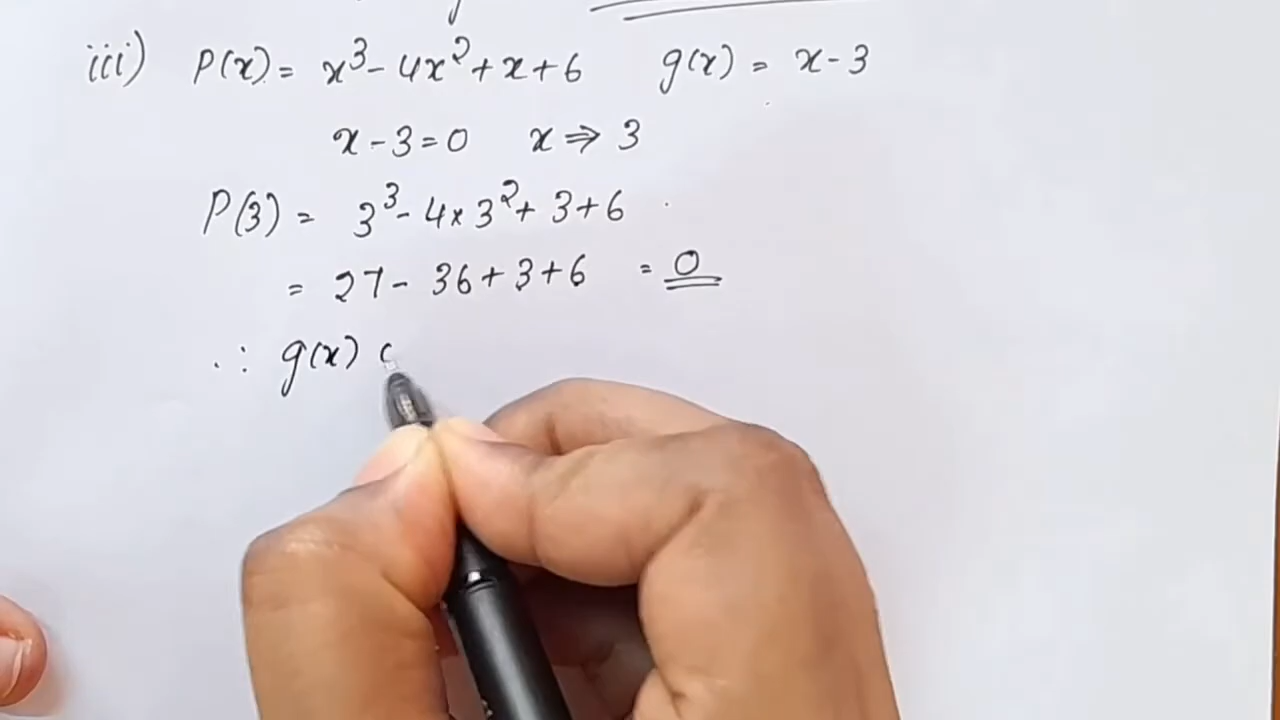 iii) P(x) = x³ - 4x² + x + 6 g(x) = x - 3
x - 3 = 0 x ⇒ 3
P(3) = 3³ - 4 × 3² + 3 + 6
= 27 - 36 + 3 + 6 = 0
∴ g(x)